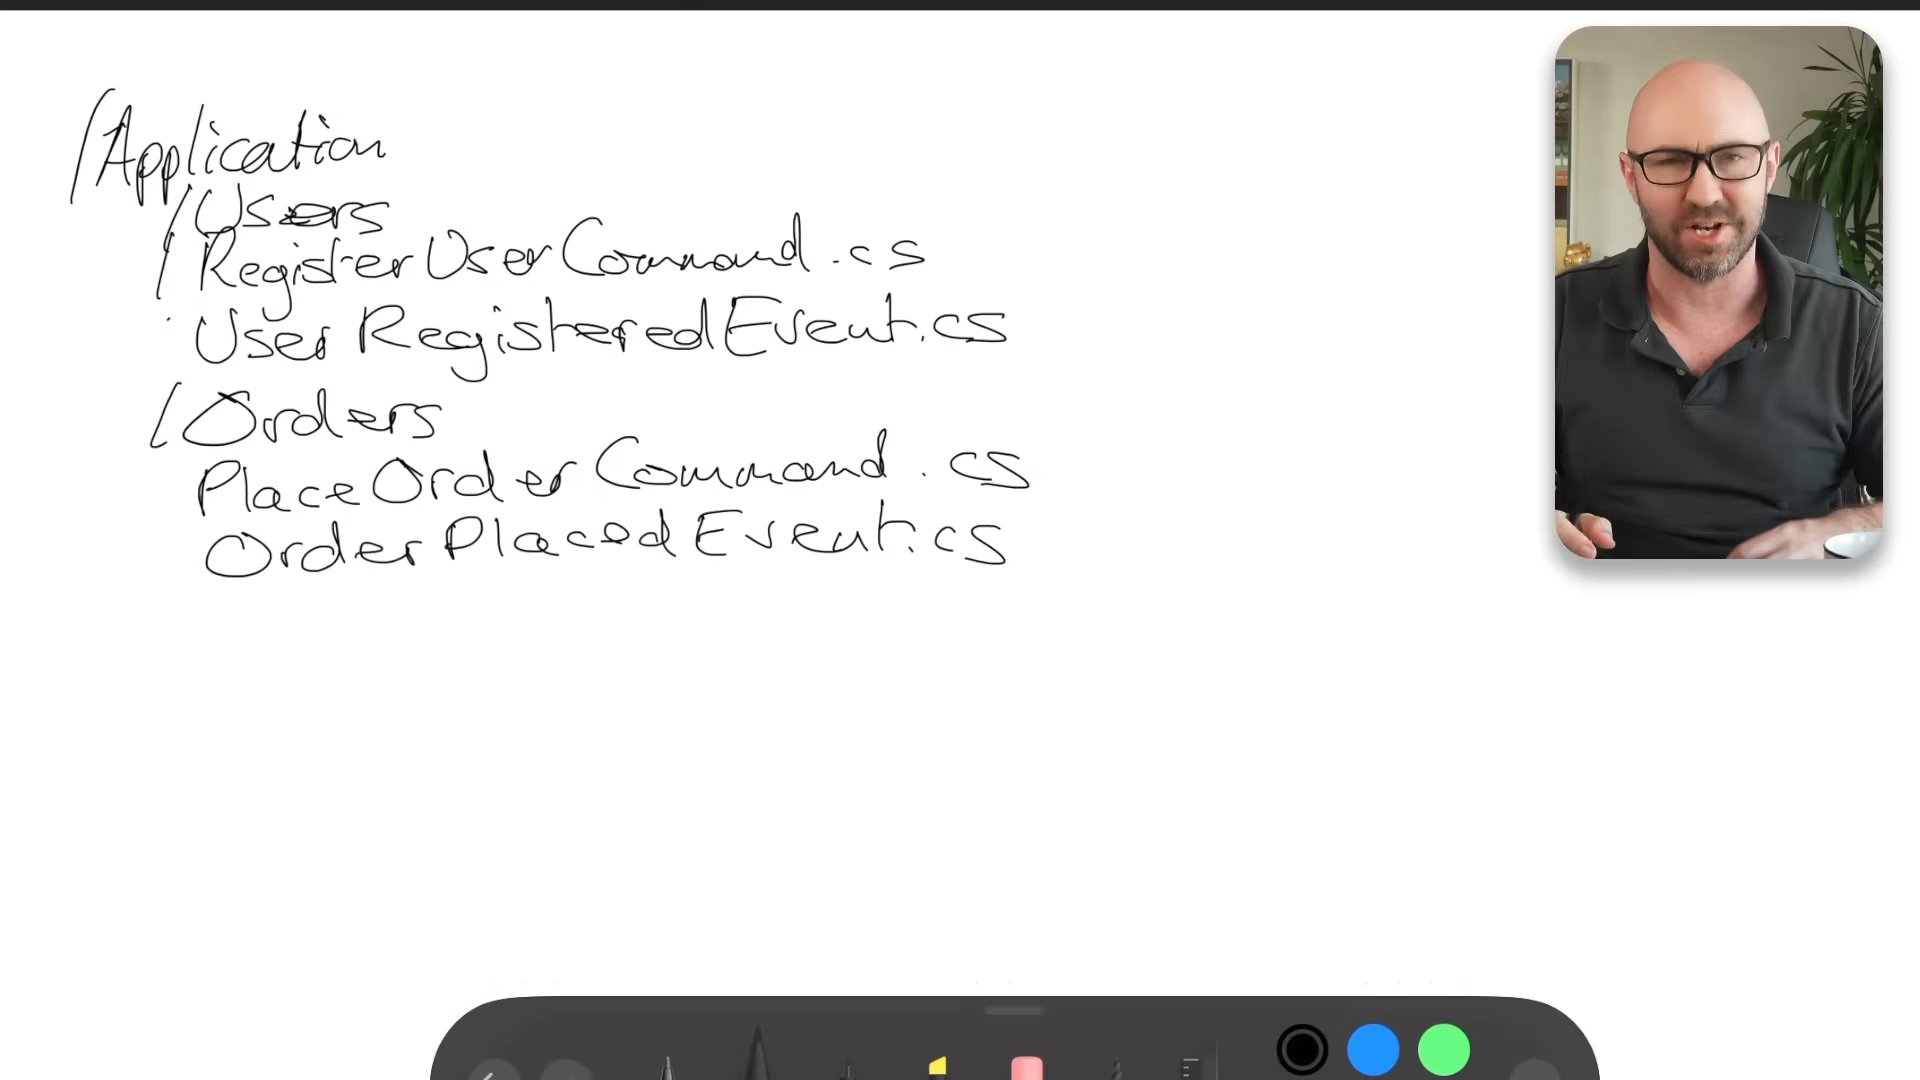 /Application
/Users
/RegisterUserCommand.cs
UserRegisteredEvent.cs
/Orders
PlaceOrderCommand.cs
OrderPlacedEvent.cs